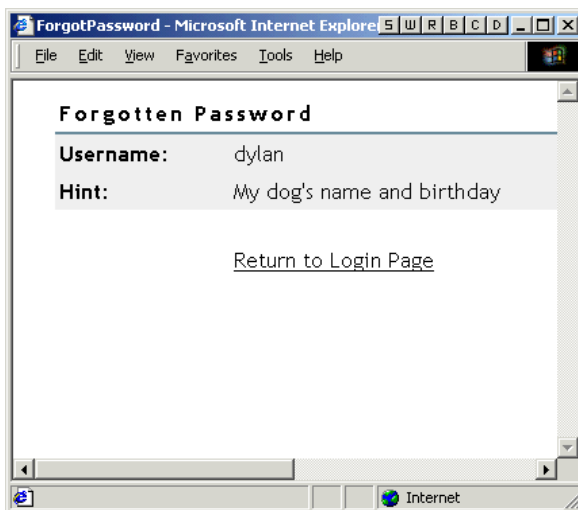 ForgotPassword - Microsoft Internet Explore S W R B C D
File Edit View Favorites Tools Help
Forgotten Password
Username: dylan
Hint: My dog's name and birthday
Return to Login Page
Internet